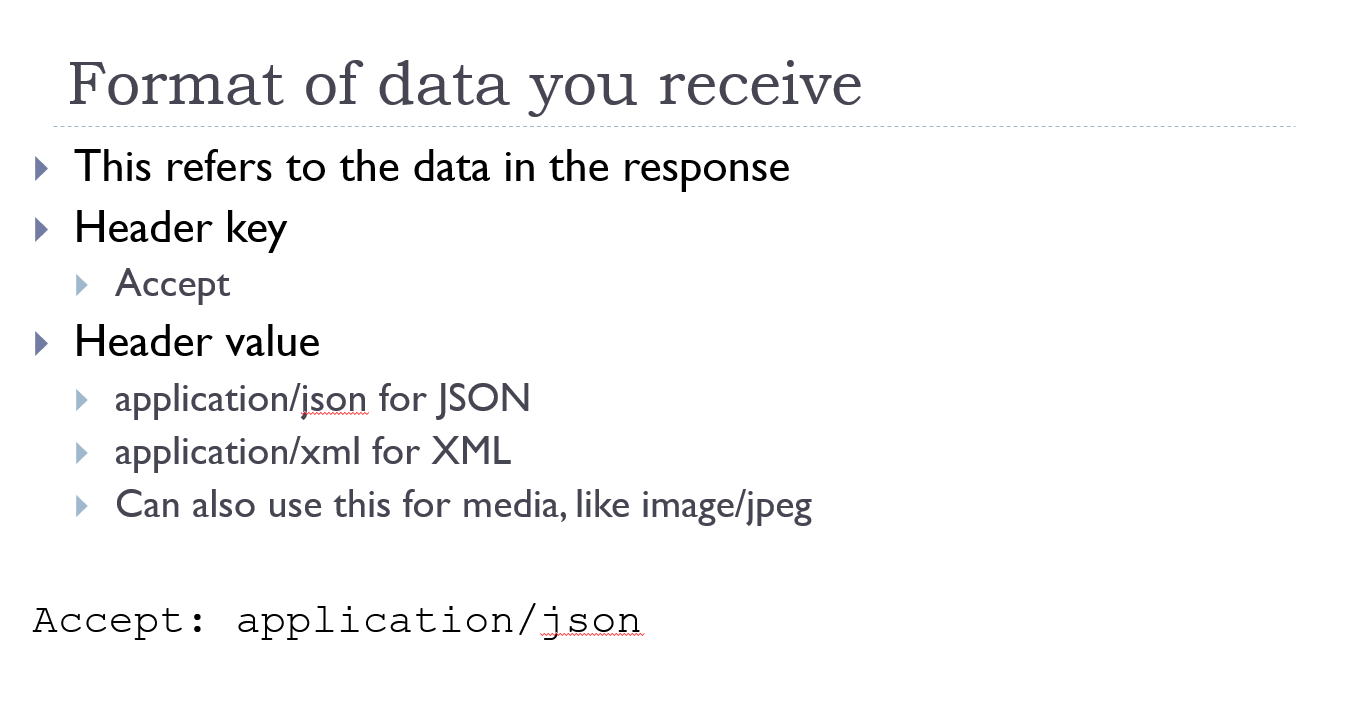 Format of data you receive
This refers to the data in the response
Header key
Accept
Header value
application/json for JSON
application/xml for XML
Can also use this for media, like image/jpeg
Accept: application/json